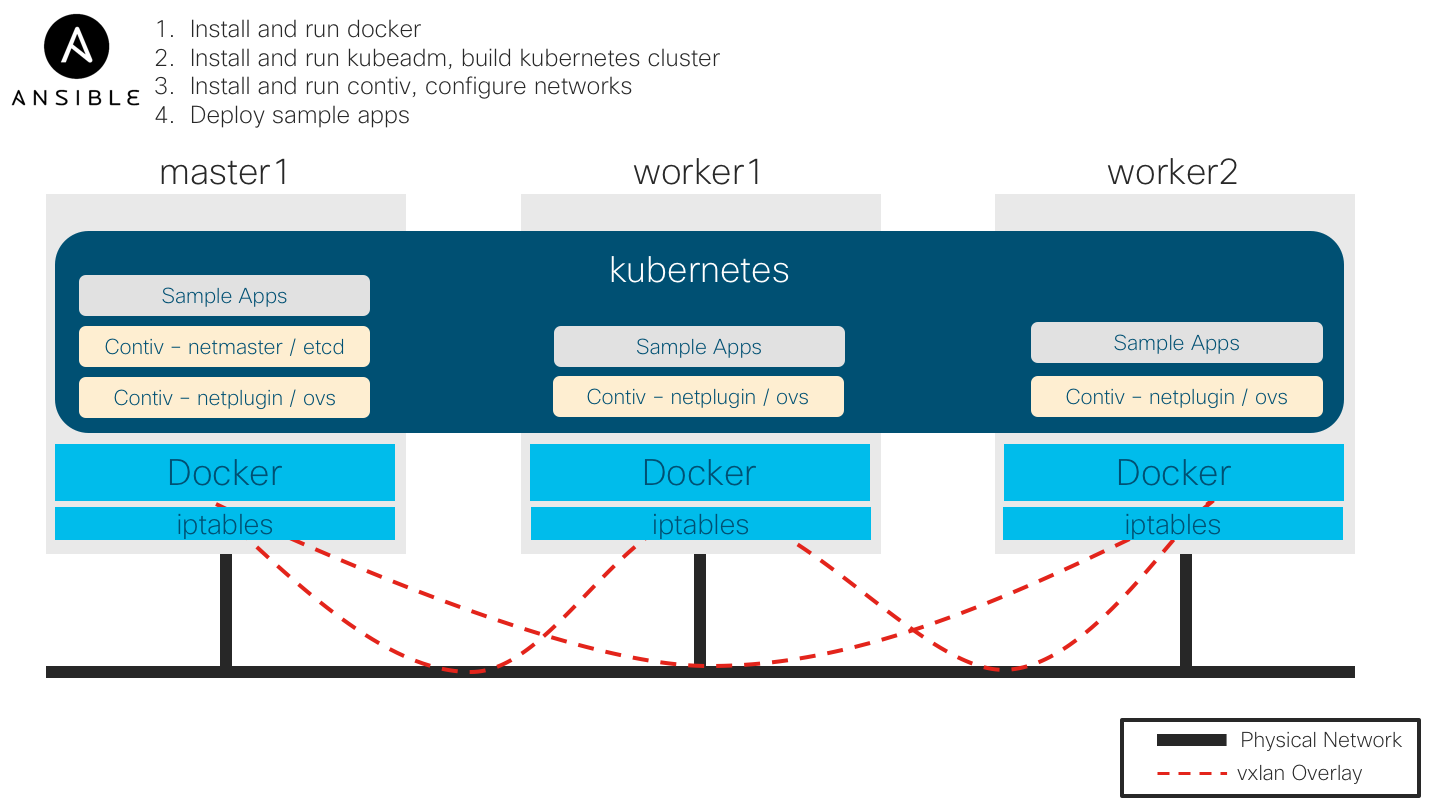 ANSIBLE
1. Install and run docker
2. Install and run kubeadm, build kubernetes cluster
3. Install and run contiv, configure networks
4. Deploy sample apps
master1
worker1
worker2
kubernetes
Sample Apps
Contiv – netmaster / etcd
Contiv – netplugin / ovs
Sample Apps
Contiv – netplugin / ovs
Sample Apps
Contiv – netplugin / ovs
Docker
Docker
Docker
iptables
iptables
iptables
Physical Network
vxlan Overlay